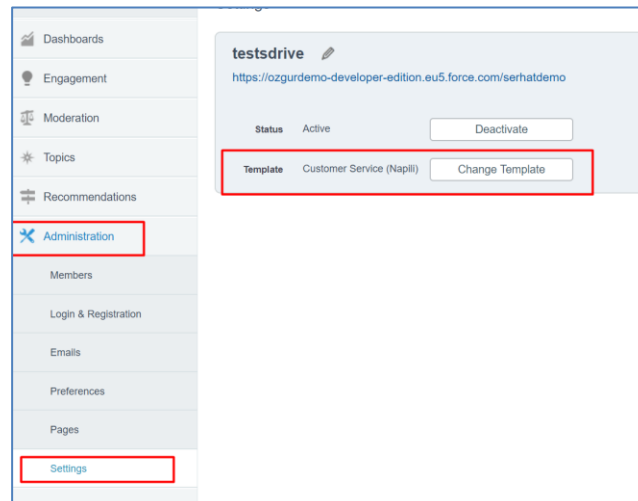 Dashboards
Engagement
Moderation
Topics
Recommendations
Administration
Members
Login & Registration
Emails
Preferences
Pages
Settings
testsdrive
https://ozgurdemo-developer-edition.eu5.force.com/serhatdemo
Status Active Deactivate
Template Customer Service (Napili) Change Template